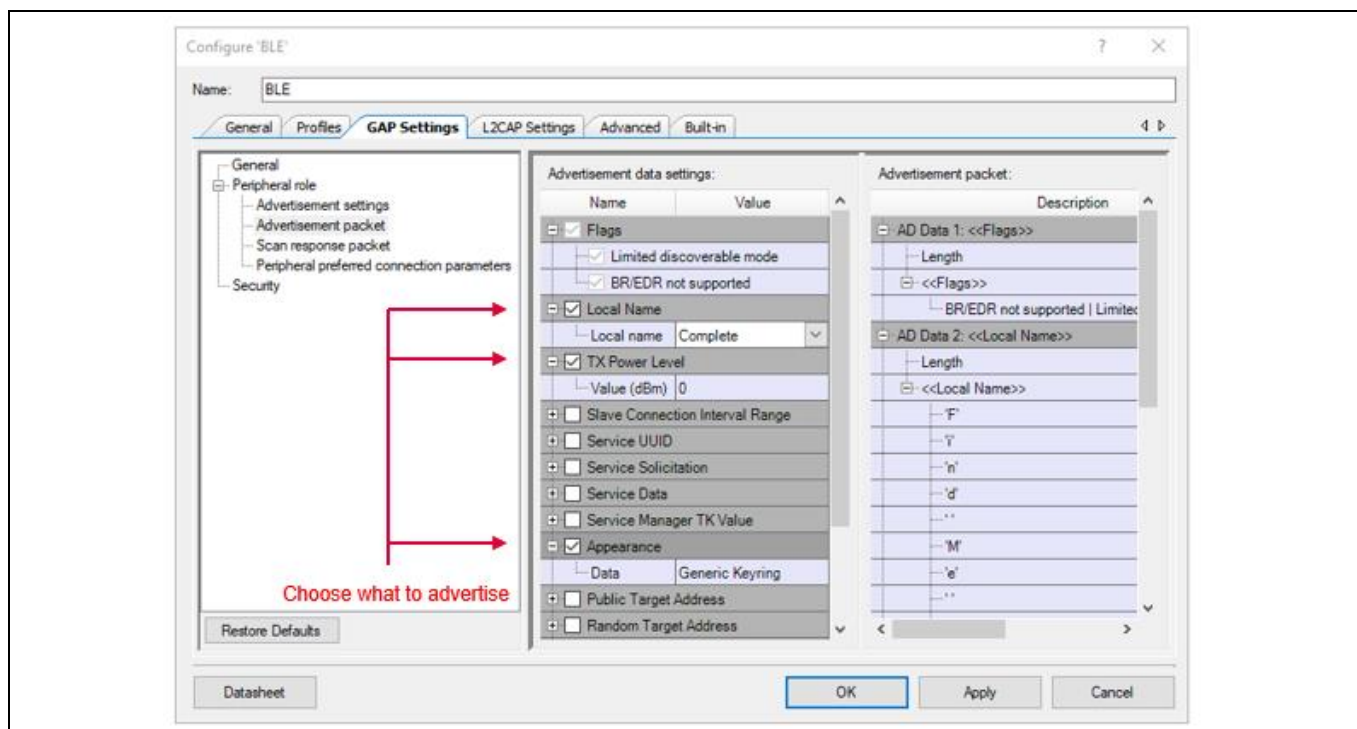 Configure 'BLE'
?
Name:
BLE
General
Profiles
GAP Settings
L2CAP Settings
Advanced
Built-in
General
Peripheral role
Advertisement settings
Advertisement packet
Scan response packet
Peripheral preferred connection parameters
Security
Choose what to advertise
Restore Defaults
Advertisement data settings:
Name Value
Flags
Limited discoverable mode
BR/EDR not supported
Local Name
Local name Complete
TX Power Level
Value (dBm) 0
Slave Connection Interval Range
Service UUID
Service Solicitation
Service Data
Service Manager TK Value
Appearance
Data Generic Keyring
Public Target Address
Random Target Address
Advertisement packet:
Description
AD Data 1: <<Flags>>
Length
<<Flags>>
BR/EDR not supported | Limited
AD Data 2: <<Local Name>>
Length
<<Local Name>>
'F'
'i'
'n'
'd'
' '
'M'
'e'
' '
Datasheet
OK
Apply
Cancel